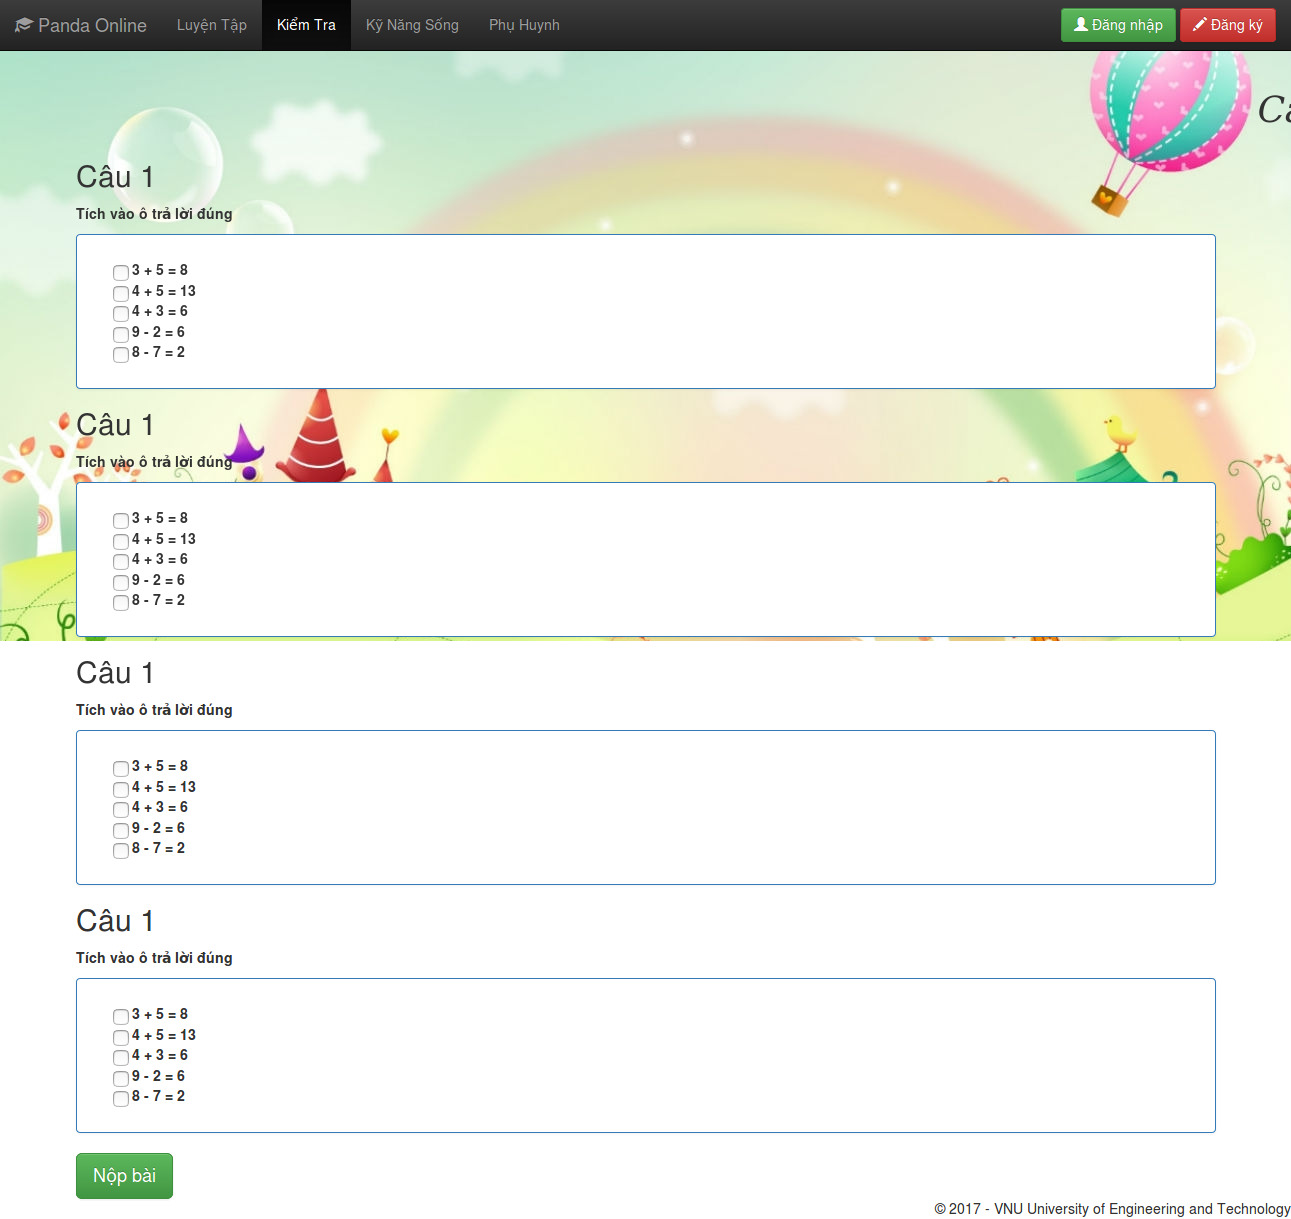 Panda Online Luyện Tập Kiểm Tra Kỹ Năng Sống Phụ Huynh Đăng nhập Đăng ký
Câu 1
Tích vào ô trả lời đúng
3 + 5 = 8
4 + 5 = 13
4 + 3 = 6
9 - 2 = 6
8 - 7 = 2
Câu 1
Tích vào ô trả lời đúng
3 + 5 = 8
4 + 5 = 13
4 + 3 = 6
9 - 2 = 6
8 - 7 = 2
Câu 1
Tích vào ô trả lời đúng
3 + 5 = 8
4 + 5 = 13
4 + 3 = 6
9 - 2 = 6
8 - 7 = 2
Câu 1
Tích vào ô trả lời đúng
3 + 5 = 8
4 + 5 = 13
4 + 3 = 6
9 - 2 = 6
8 - 7 = 2
Nộp bài
© 2017 - VNU University of Engineering and Technology